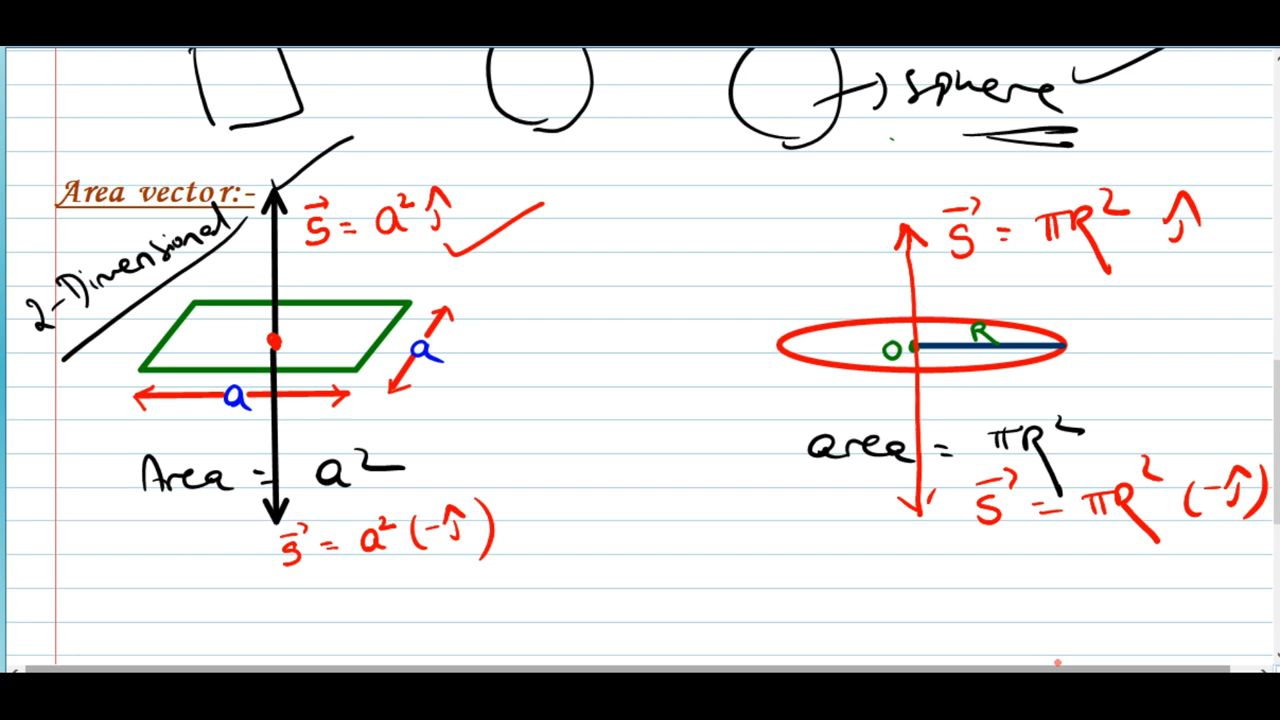 → sphere
Area vector:-
2-Dimensional
S⃗ = a² ĵ
S⃗ = πR² ĵ
a
a
O
R
Area = a²
area = πR²
S⃗ = a² (-ĵ)
S⃗ = πR² (-ĵ)